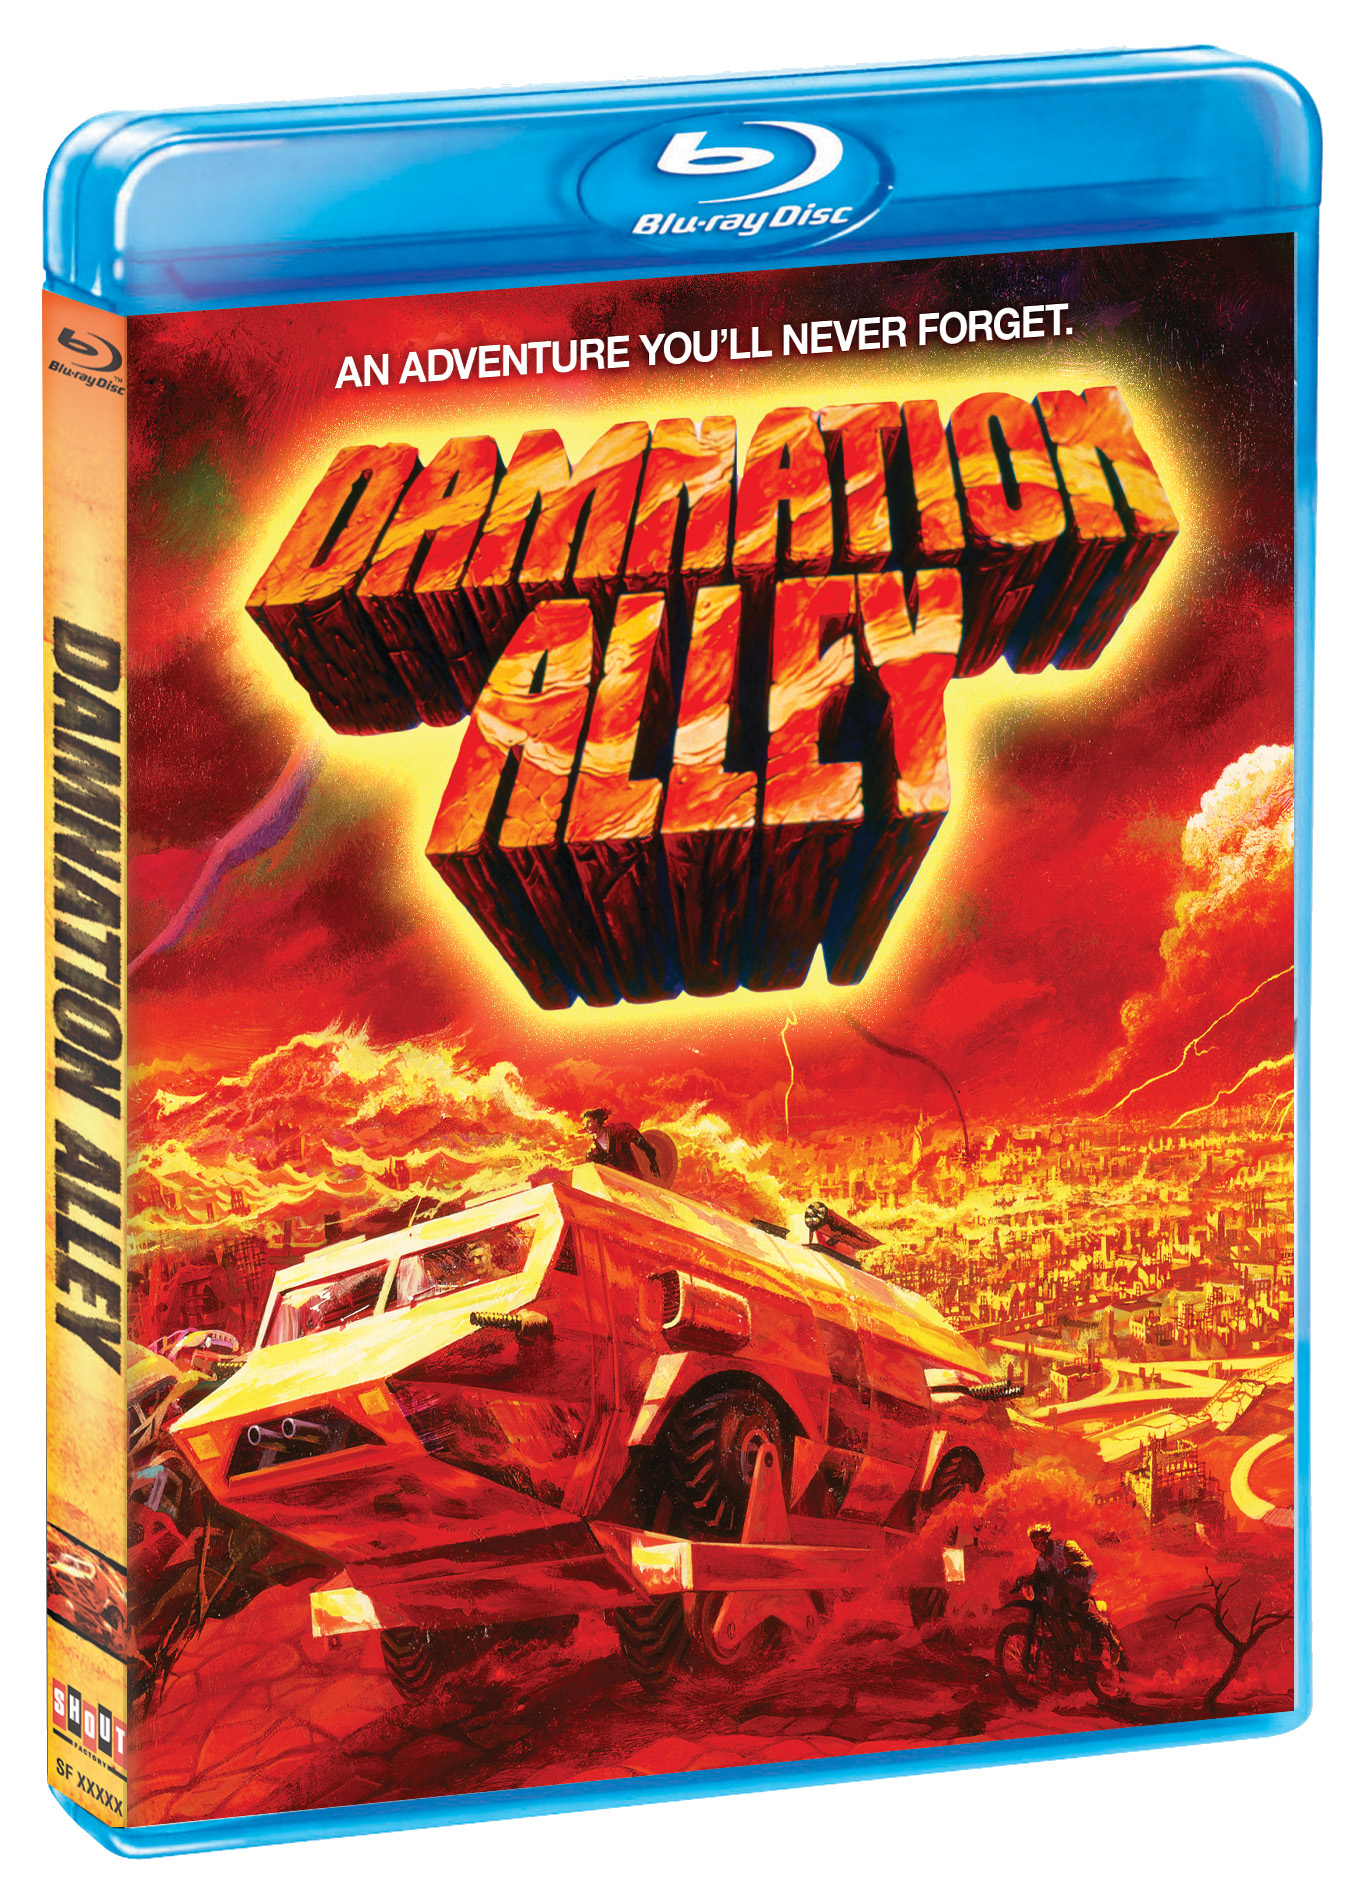 Blu-ray Disc
AN ADVENTURE YOU'LL NEVER FORGET.
DAMNATION
ALLEY
Blu-ray Disc™
DAMNATION ALLEY
SHOUT
FACTORY
SF XXXXX